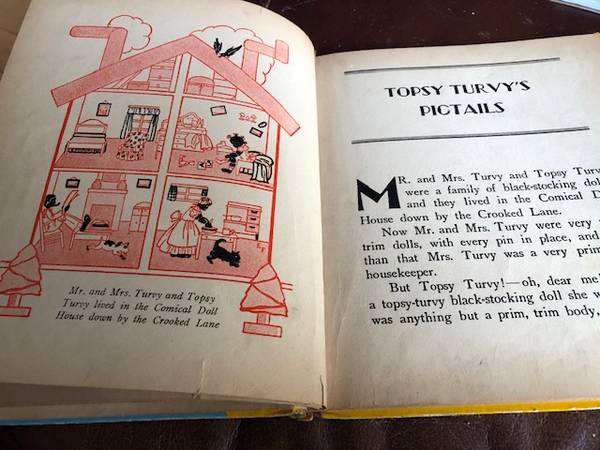 Mr. and Mrs. Turvy and Topsy
Turvy lived in the Comical Doll
House down by the Crooked Lane
TOPSY TURVY'S
PIGTAILS
MR. and Mrs. Turvy and Topsy
were a family of black-stocking
and they lived in the Comical
House down by the Crooked Lane.
Now Mr. and Mrs. Turvy were very
trim dolls, with every pin in place, and
than that Mrs. Turvy was a very
housekeeper.
But Topsy Turvy!—oh, dear me!
a topsy-turvy black-stocking doll she
was anything but a prim, trim body,